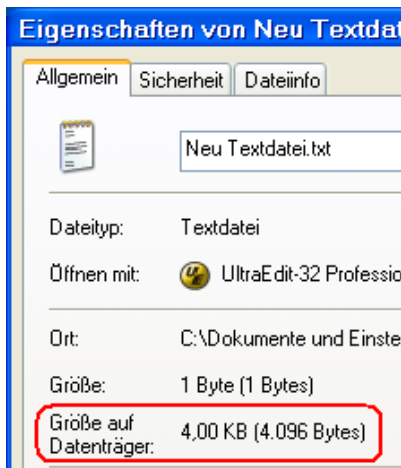 Eigenschaften von Neu Textdat
Allgemein Sicherheit Dateiinfo
Neu Textdatei.txt
Dateityp: Textdatei
Öffnen mit: UltraEdit-32 Professio
Ort: C:\Dokumente und Einste
Größe: 1 Byte (1 Bytes)
Größe auf
Datenträger: 4,00 KB (4.096 Bytes)